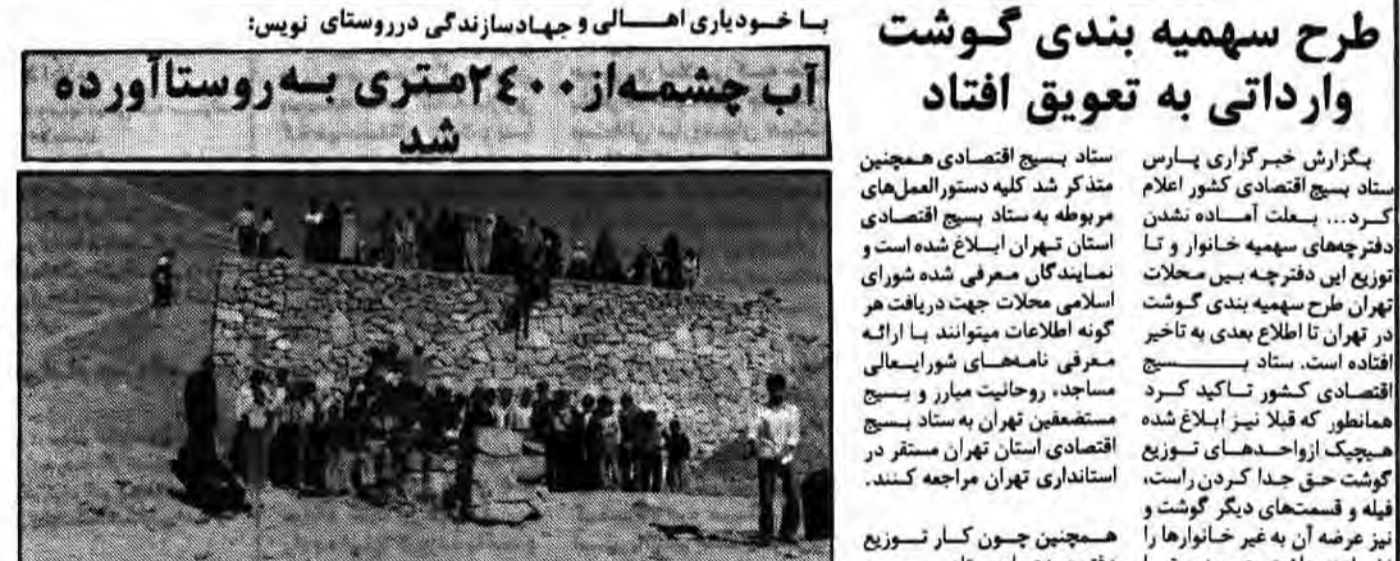 طرح سهمیه بندی گوشت
وارداتی به تعویق افتاد
بگزارش خبرگزاری پارس
ستاد بسیج اقتصادی کشور اعلام
کرد... بعلت آماده نشدن
دفترچه‌های سهمیه خانوار و تا
توزیع این دفترچه بین محلات
تهران طرح سهمیه بندی گوشت
در تهران تا اطلاع بعدی به تاخیر
افتاده است. ستاد بسیج
اقتصادی کشور تاکید کرد
همانطور که قبلا نیز ابلاغ شده
هیچیک ازواحدهای توزیع
گوشت حق جدا کردن راست،
فیله و قسمت‌های دیگر گوشت و
نیز عرضه آن به غیر خانوارها را
ستاد بسیج اقتصادی همچنین
متذکر شد کلیه دستورالعمل‌های
مربوطه به ستاد بسیج اقتصادی
استان تهران ابلاغ شده است و
نمایندگان معرفی شده شورای
اسلامی محلات جهت دریافت هر
گونه اطلاعات میتوانند با ارائه
معرفی نامه‌های شورایعالی
مساجد، روحانیت مبارز و بسیج
مستضعفین تهران به ستاد بسیج
اقتصادی استان تهران مستقر در
استانداری تهران مراجعه کنند.
همچنین چون کار توزیع
با خودیاری اهالی و جهادسازندگی درروستای نویس:
آب چشمه‌از ۲۴۰۰متری به‌روستاآورده
شد